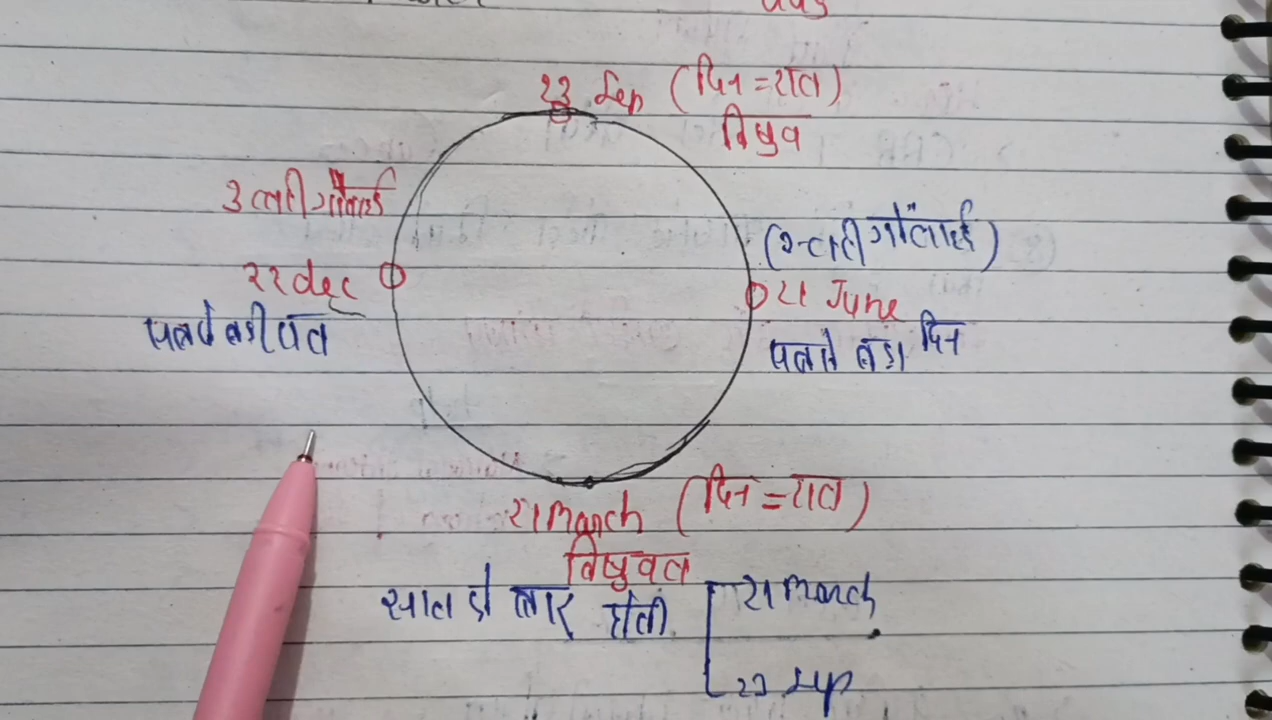 23 Sep (दिन = रात)
विषुव
उत्तरी गोलार्द्ध
(उत्तरी गोलार्द्ध)
22 dec
21 June
सबसे बड़ी रात
सबसे बड़ा दिन
21 March (दिन = रात)
विषुवत
साल दो बार होती
21 March
23 Sep